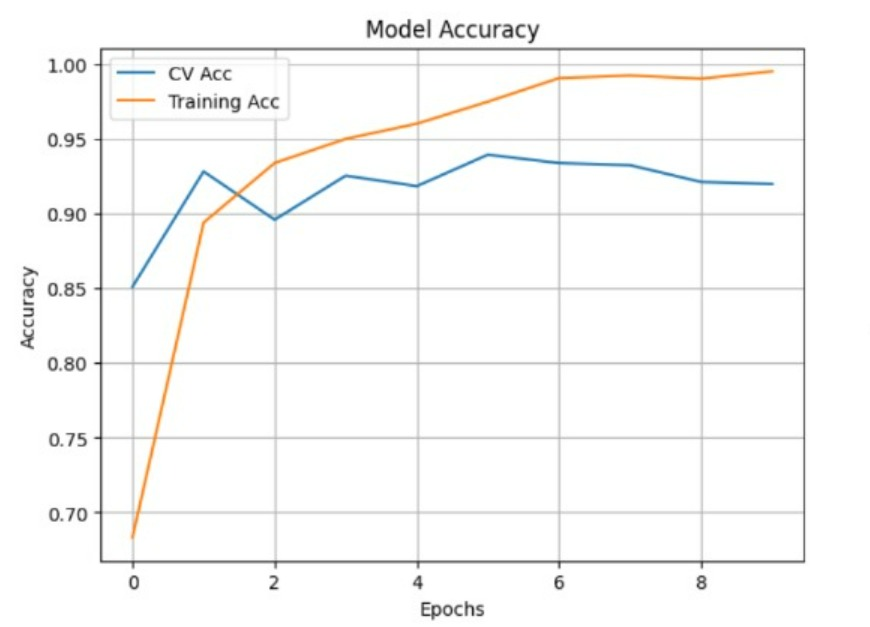 Model Accuracy
CV Acc
Training Acc
1.00
0.95
0.90
0.85
0.80
0.75
0.70
Accuracy
0 2 4 6 8
Epochs